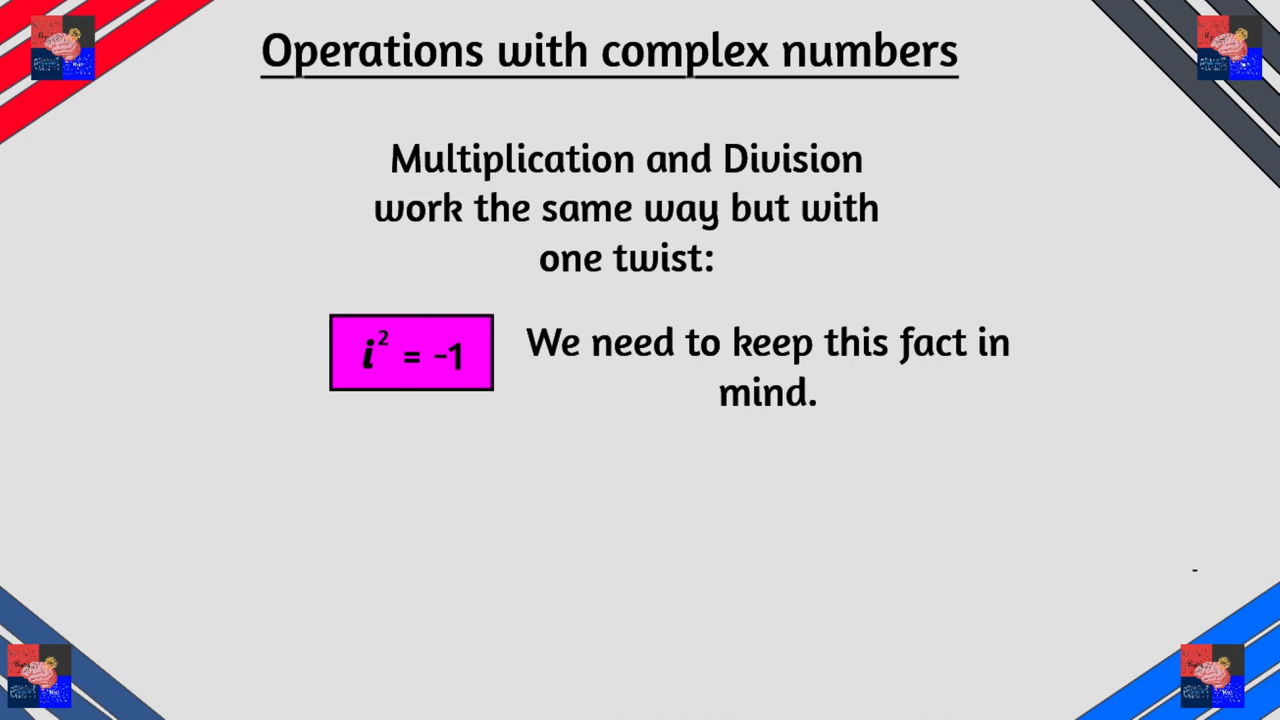 Operations with complex numbers
Multiplication and Division
work the same way but with
one twist:
i² = -1
We need to keep this fact in
mind.
-